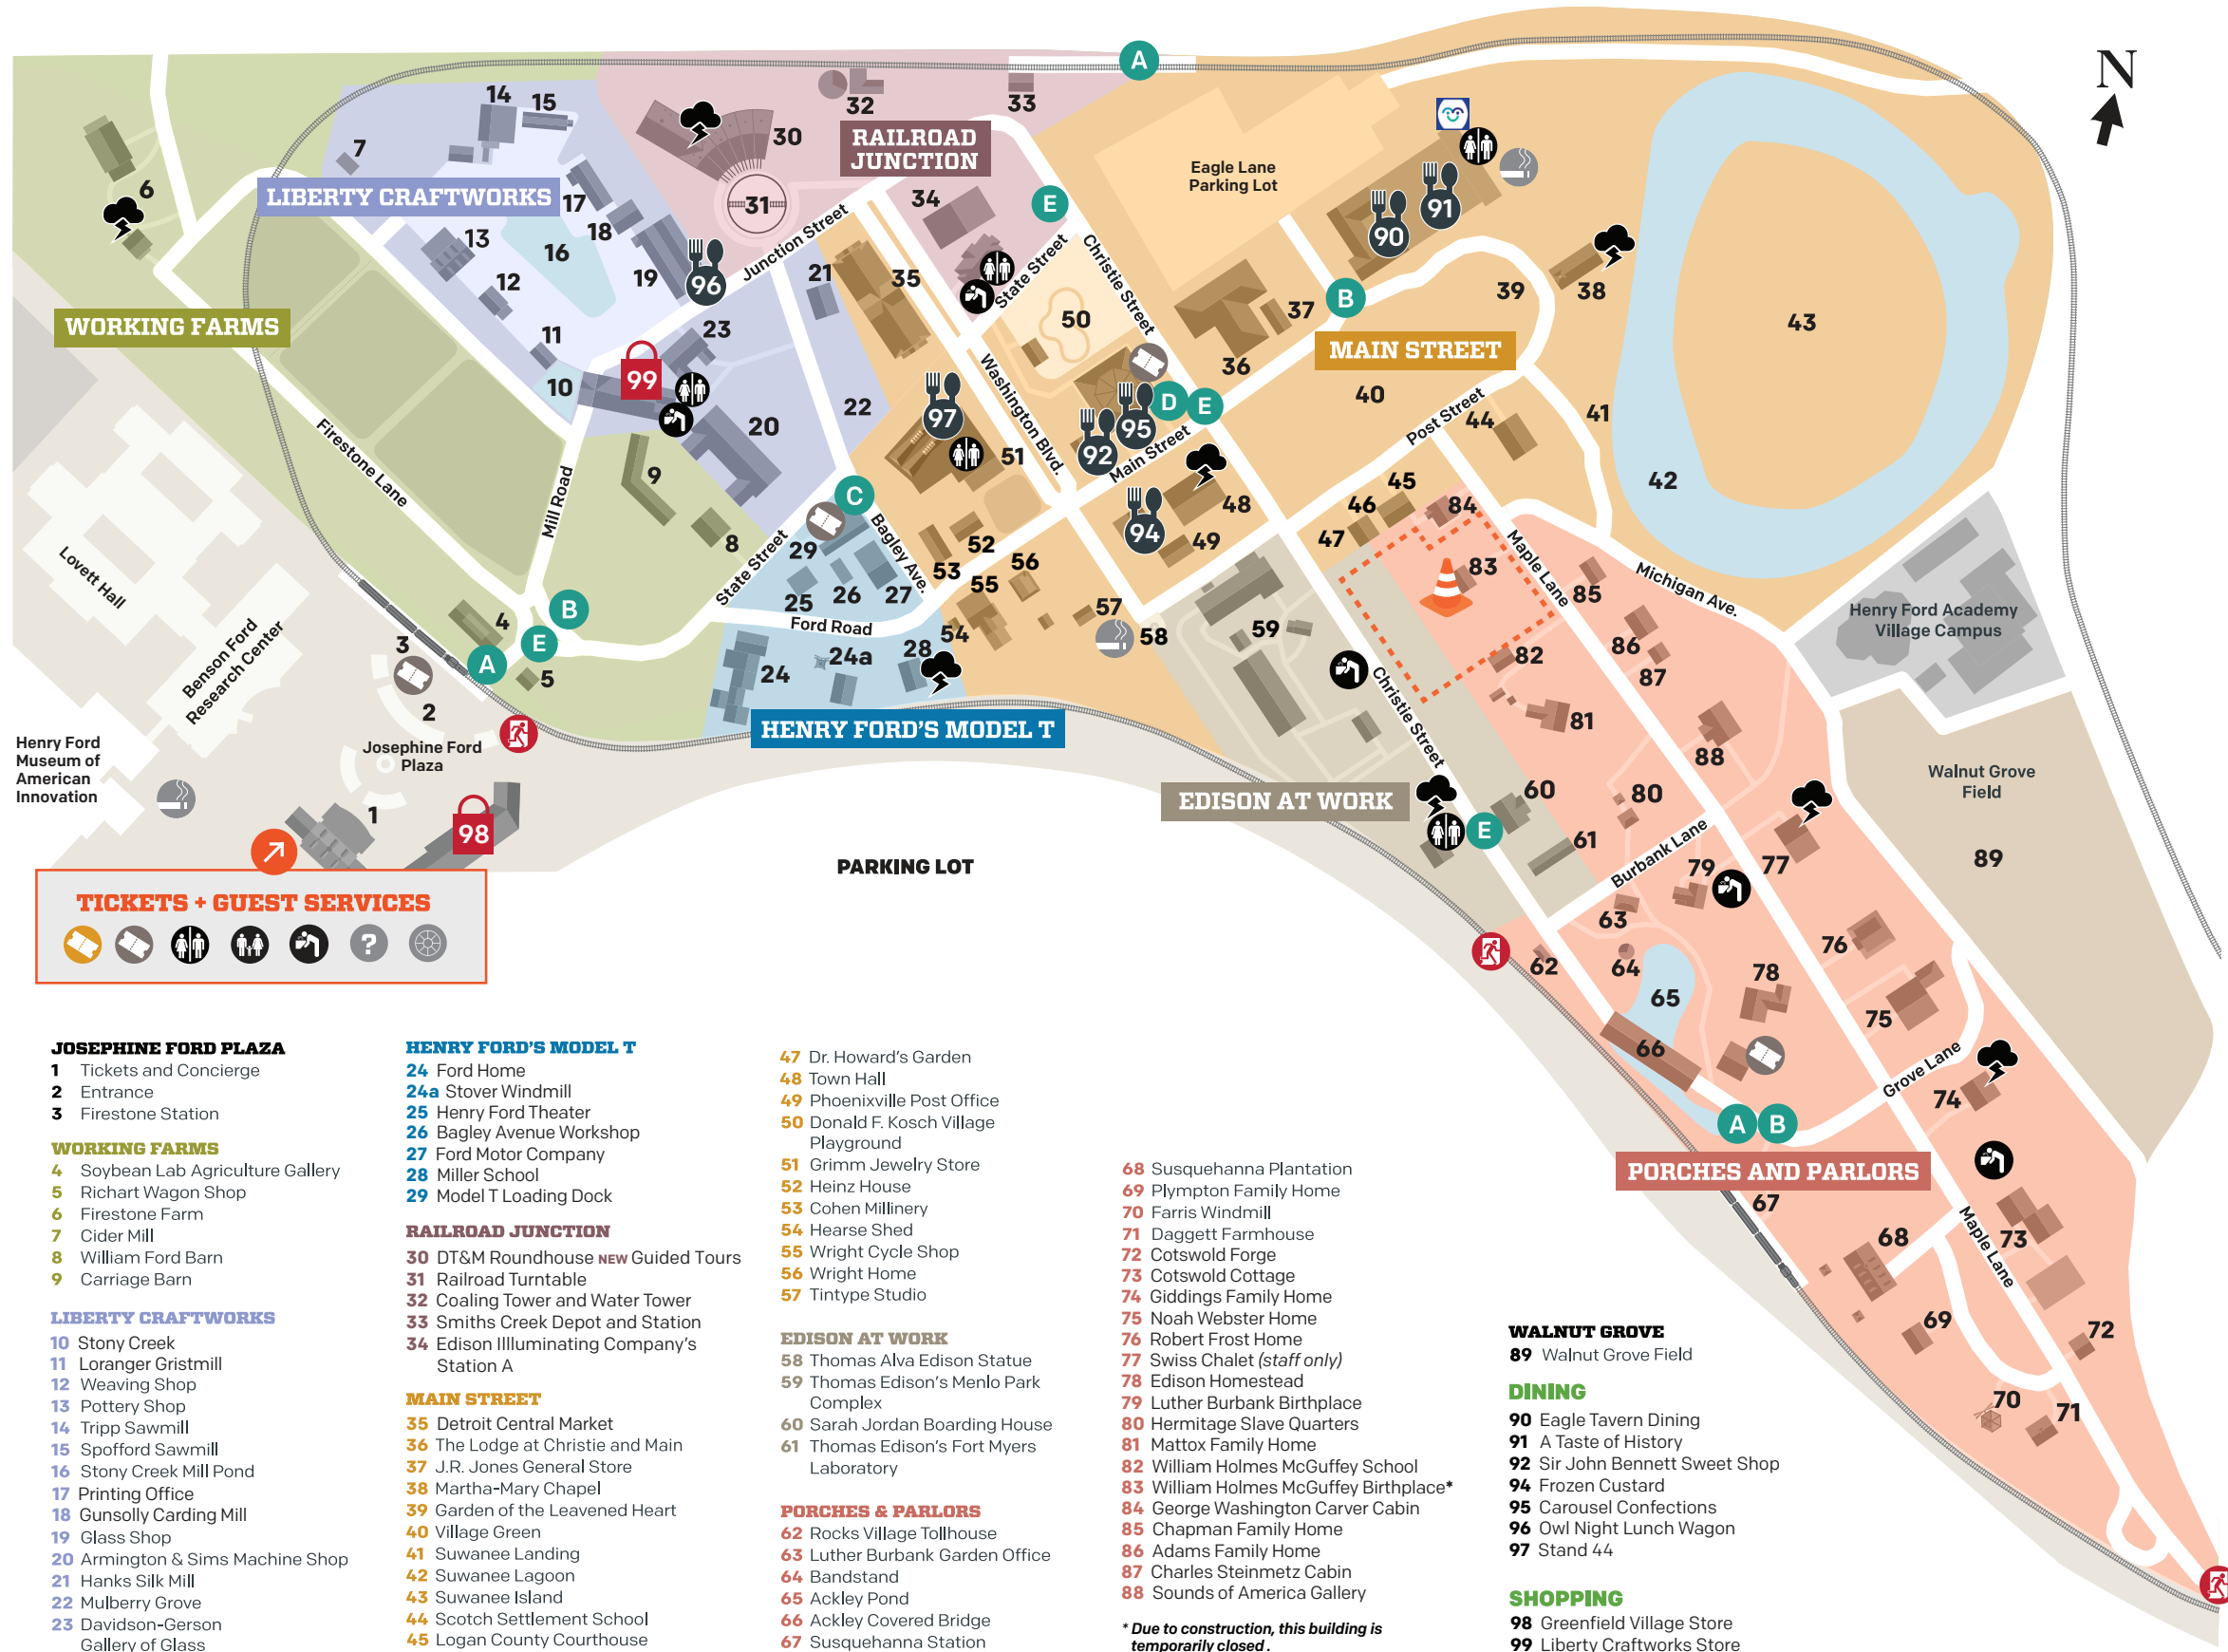 N
A
14
15
32
33
7
30
RAILROAD
JUNCTION
Eagle Lane
Parking Lot
6
LIBERTY CRAFTWORKS
17
31
34
E
91
90
18
13
16
Junction Street
State Street
Christie Street
12
19
96
21
35
37
B
39
38
43
WORKING FARMS
11
23
50
MAIN STREET
36
10
99
97
Washington Blvd.
95
D
E
40
22
92
Main Street
Post Street
44
41
Firestone Lane
20
51
9
Mill Road
C
48
45
42
46
84
94
47
49
8
29
Bagley Ave.
52
53
56
55
83
Maple Lane
Michigan Ave.
Lovett Hall
State Street
25
26
27
57
85
Henry Ford Academy
Village Campus
B
4
Ford Road
54
58
59
3
E
A
24a
28
82
86
Benson Ford
Research Center
5
24
87
2
81
Christie Street
HENRY FORD'S MODEL T
88
Henry Ford
Museum of
American
Innovation
Josephine Ford
Plaza
Walnut Grove
Field
EDISON AT WORK
60
80
1
98
E
61
Burbank Lane
89
PARKING LOT
79
77
TICKETS + GUEST SERVICES
?
63
76
62
64
78
65
75
66
Grove Lane
74
A
B
PORCHES AND PARLORS
67
68
Maple Lane
73
69
72
70
71
JOSEPHINE FORD PLAZA
1 Tickets and Concierge
2 Entrance
3 Firestone Station
WORKING FARMS
4 Soybean Lab Agriculture Gallery
5 Richart Wagon Shop
6 Firestone Farm
7 Cider Mill
8 William Ford Barn
9 Carriage Barn
LIBERTY CRAFTWORKS
10 Stony Creek
11 Loranger Gristmill
12 Weaving Shop
13 Pottery Shop
14 Tripp Sawmill
15 Spofford Sawmill
16 Stony Creek Mill Pond
17 Printing Office
18 Gunsolly Carding Mill
19 Glass Shop
20 Armington & Sims Machine Shop
21 Hanks Silk Mill
22 Mulberry Grove
23 Davidson-Gerson
Gallery of Glass
HENRY FORD'S MODEL T
24 Ford Home
24a Stover Windmill
25 Henry Ford Theater
26 Bagley Avenue Workshop
27 Ford Motor Company
28 Miller School
29 Model T Loading Dock
RAILROAD JUNCTION
30 DT&M Roundhouse NEW Guided Tours
31 Railroad Turntable
32 Coaling Tower and Water Tower
33 Smiths Creek Depot and Station
34 Edison Illluminating Company's
Station A
MAIN STREET
35 Detroit Central Market
36 The Lodge at Christie and Main
37 J.R. Jones General Store
38 Martha-Mary Chapel
39 Garden of the Leavened Heart
40 Village Green
41 Suwanee Landing
42 Suwanee Lagoon
43 Suwanee Island
44 Scotch Settlement School
45 Logan County Courthouse
47 Dr. Howard's Garden
48 Town Hall
49 Phoenixville Post Office
50 Donald F. Kosch Village
Playground
51 Grimm Jewelry Store
52 Heinz House
53 Cohen Millinery
54 Hearse Shed
55 Wright Cycle Shop
56 Wright Home
57 Tintype Studio
EDISON AT WORK
58 Thomas Alva Edison Statue
59 Thomas Edison's Menlo Park
Complex
60 Sarah Jordan Boarding House
61 Thomas Edison's Fort Myers
Laboratory
PORCHES & PARLORS
62 Rocks Village Tollhouse
63 Luther Burbank Garden Office
64 Bandstand
65 Ackley Pond
66 Ackley Covered Bridge
67 Susquehanna Station
68 Susquehanna Plantation
69 Plympton Family Home
70 Farris Windmill
71 Daggett Farmhouse
72 Cotswold Forge
73 Cotswold Cottage
74 Giddings Family Home
75 Noah Webster Home
76 Robert Frost Home
77 Swiss Chalet (staff only)
78 Edison Homestead
79 Luther Burbank Birthplace
80 Hermitage Slave Quarters
81 Mattox Family Home
82 William Holmes McGuffey School
83 William Holmes McGuffey Birthplace*
84 George Washington Carver Cabin
85 Chapman Family Home
86 Adams Family Home
87 Charles Steinmetz Cabin
88 Sounds of America Gallery
* Due to construction, this building is
temporarily closed .
WALNUT GROVE
89 Walnut Grove Field
DINING
90 Eagle Tavern Dining
91 A Taste of History
92 Sir John Bennett Sweet Shop
94 Frozen Custard
95 Carousel Confections
96 Owl Night Lunch Wagon
97 Stand 44
SHOPPING
98 Greenfield Village Store
99 Liberty Craftworks Store